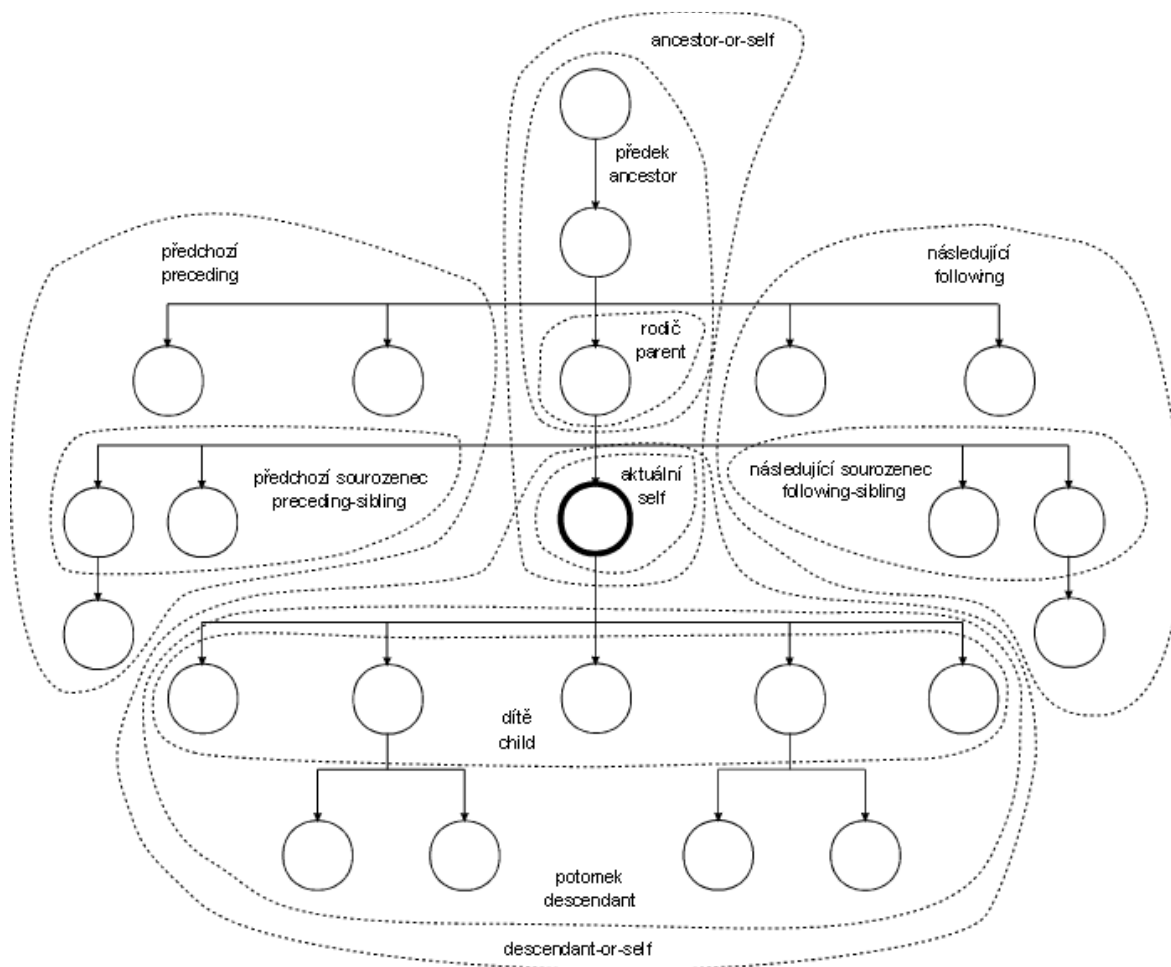 ancestor-or-self
předek
ancestor
předchozí
preceding
následující
following
rodič
parent
předchozí sourozenec
preceding-sibling
aktuální
self
následující sourozenec
following-sibling
dítě
child
potomek
descendant
descendant-or-self